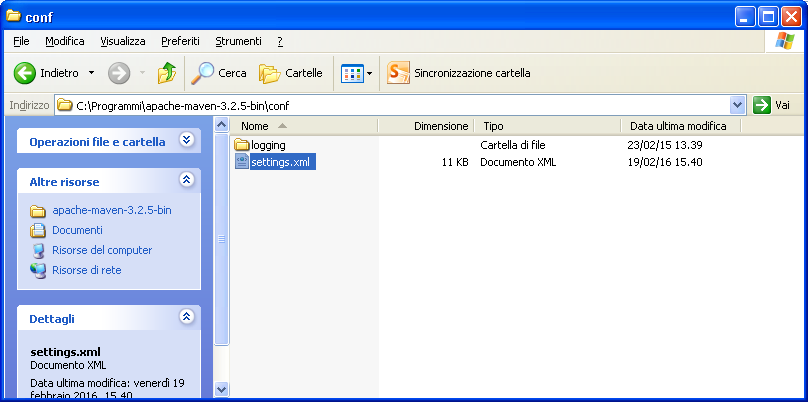 conf
File Modifica Visualizza Preferiti Strumenti ?
Indietro Cerca Cartelle Sincronizzazione cartella
Indirizzo C:\Programmi\apache-maven-3.2.5-bin\conf Vai
Nome Dimensione Tipo Data ultima modifica
logging Cartella di file 23/02/15 13.39
settings.xml 11 KB Documento XML 19/02/16 15.40
Operazioni file e cartella
Altre risorse
apache-maven-3.2.5-bin
Documenti
Risorse del computer
Risorse di rete
Dettagli
settings.xml
Documento XML
Data ultima modifica: venerdì 19
febbraio 2016, 15.40